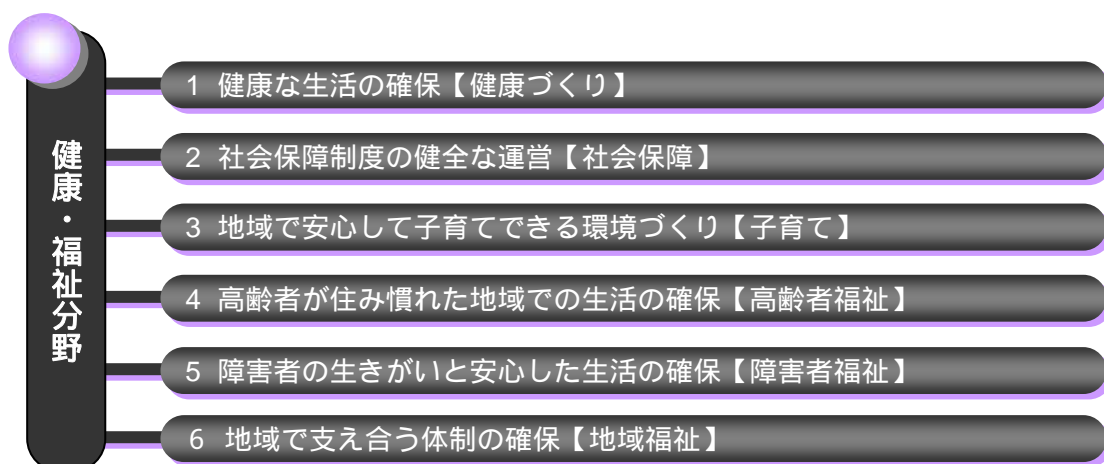 健康・福祉分野
1 健康な生活の確保【健康づくり】
2 社会保障制度の健全な運営【社会保障】
3 地域で安心して子育てできる環境づくり【子育て】
4 高齢者が住み慣れた地域での生活の確保【高齢者福祉】
5 障害者の生きがいと安心した生活の確保【障害者福祉】
6 地域で支え合う体制の確保【地域福祉】